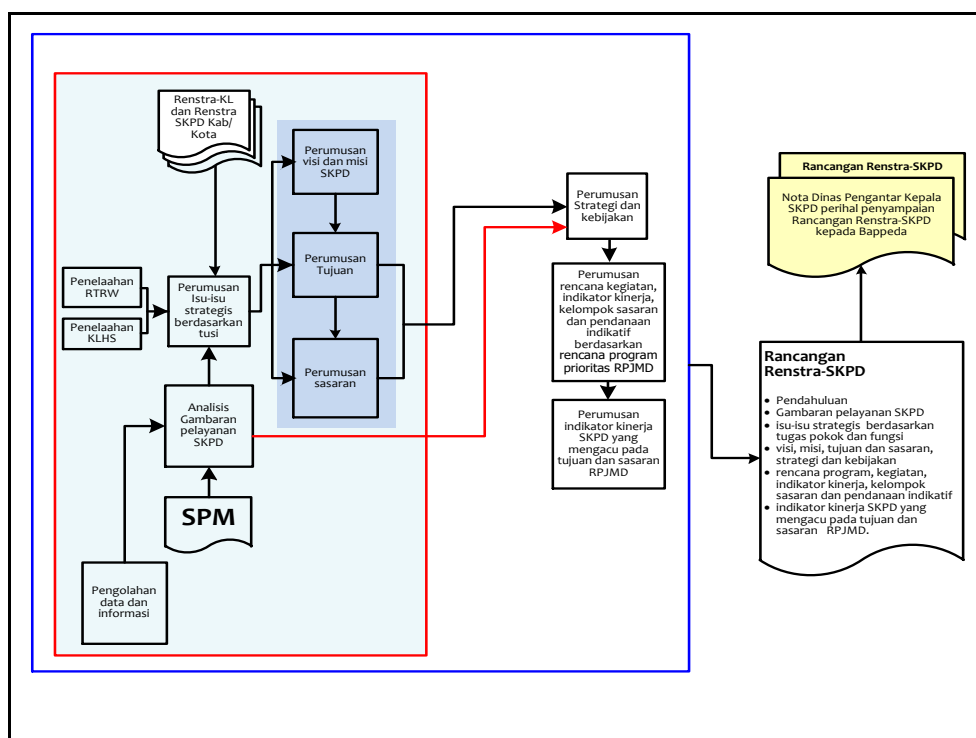 Renstra-KL
dan Renstra
SKPD Kab/
Kota
Perumusan
visi dan misi
SKPD
Perumusan
Tujuan
Perumusan
sasaran
Penelaahan
RTRW
Penelaahan
KLHS
Perumusan
Isu-isu
strategis
berdasarkan
tusi
Analisis
Gambaran
pelayanan
SKPD
SPM
Pengolahan
data dan
informasi
Perumusan
Strategi dan
kebijakan
Perumusan
rencana kegiatan,
indikator kinerja,
kelompok sasaran
dan pendanaan
indikatif berdasarkan
rencana program
prioritas RPJMD
Perumusan
indikator kinerja
SKPD yang
mengacu pada
tujuan dan sasaran
RPJMD
Rancangan Renstra-SKPD
Nota Dinas Pengantar Kepala
SKPD perihal penyampaian
Rancangan Renstra-SKPD
kepada Bappeda
Rancangan
Renstra-SKPD
• Pendahuluan
• Gambaran pelayanan SKPD
• isu-isu strategis berdasarkan
tugas pokok dan fungsi
• visi, misi, tujuan dan sasaran,
strategi dan kebijakan
• rencana program, kegiatan,
indikator kinerja, kelompok
sasaran dan pendanaan indikatif
• indikator kinerja SKPD yang
mengacu pada tujuan dan
sasaran RPJMD.